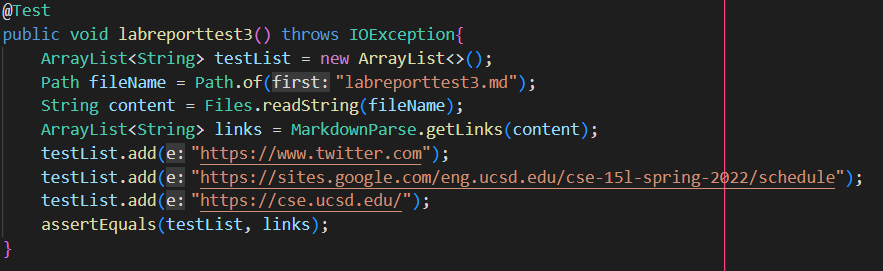 @Test
public void labreporttest3() throws IOException{
    ArrayList<String> testList = new ArrayList<>();
    Path fileName = Path.of(first: "labreporttest3.md");
    String content = Files.readString(fileName);
    ArrayList<String> links = MarkdownParse.getLinks(content);
    testList.add(e: "https://www.twitter.com");
    testList.add(e: "https://sites.google.com/eng.ucsd.edu/cse-15l-spring-2022/schedule");
    testList.add(e: "https://cse.ucsd.edu/");
    assertEquals(testList, links);
}